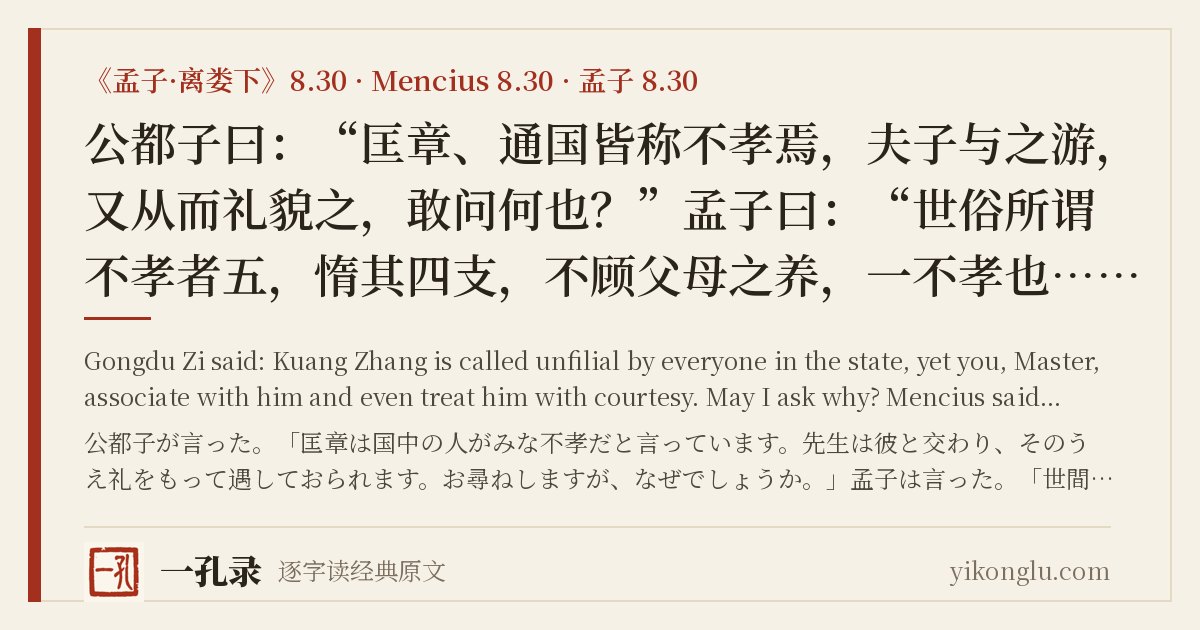 《孟子·离娄下》8.30 · Mencius 8.30 · 孟子 8.30
公都子曰：“匡章、通国皆称不孝焉，夫子与之游，
又从而礼貌之，敢问何也？”孟子曰：“世俗所谓
不孝者五，惰其四支，不顾父母之养，一不孝也……
Gongdu Zi said: Kuang Zhang is called unfilial by everyone in the state, yet you, Master,
associate with him and even treat him with courtesy. May I ask why? Mencius said...
公都子が言った。「匡章は国中の人がみな不孝だと言っています。先生は彼と交わり、そのう
え礼をもって遇しておられます。お尋ねしますが、なぜでしょうか。」孟子は言った。「世間…
一孔
一孔录 逐字读经典原文
yikonglu.com